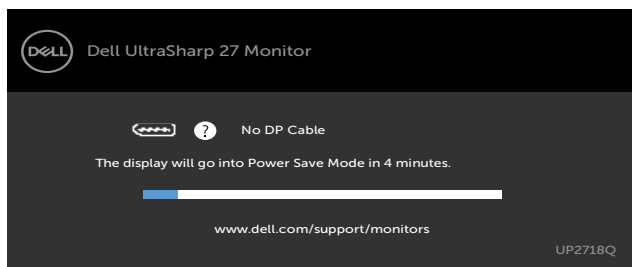 DELL
Dell UltraSharp 27 Monitor
? No DP Cable
The display will go into Power Save Mode in 4 minutes.
www.dell.com/support/monitors
UP2718Q